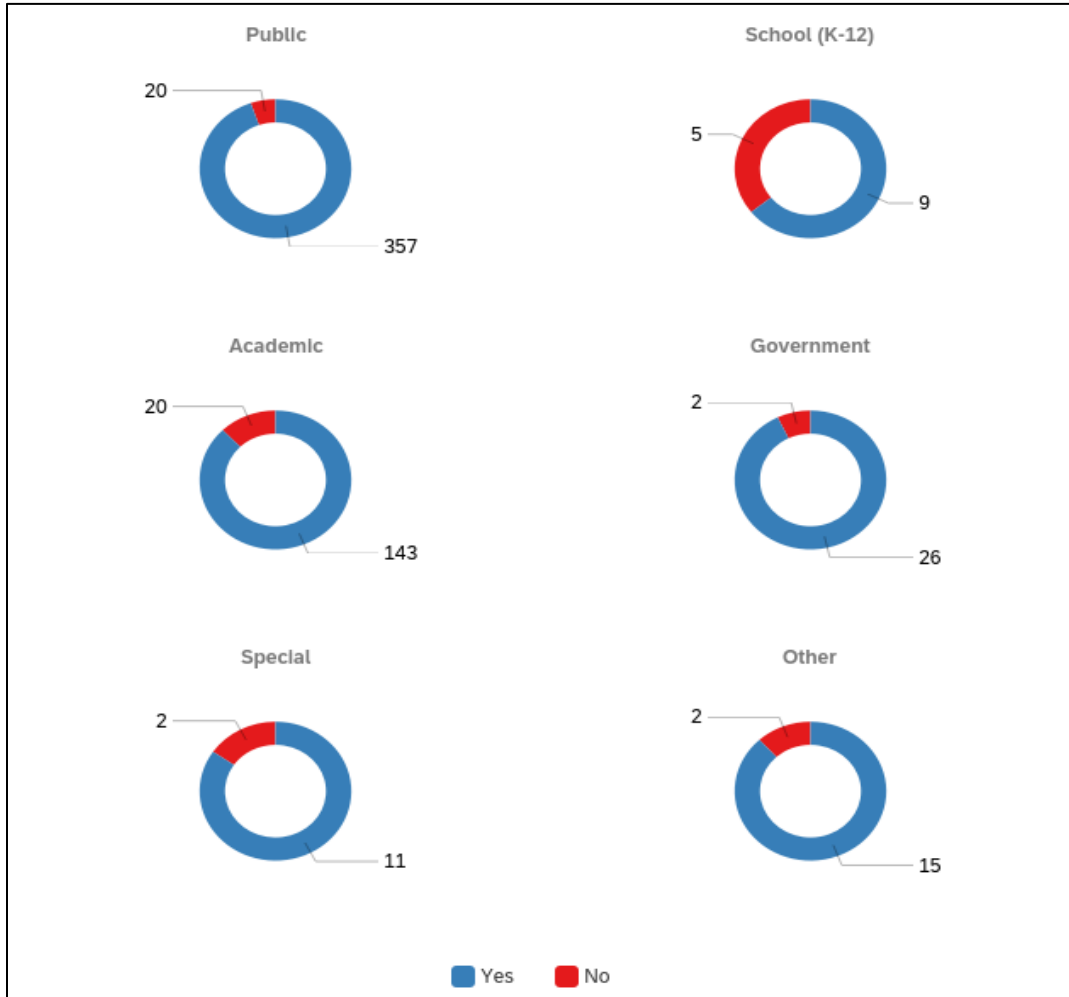 Public
20
357
School (K-12)
5
9
Academic
20
143
Government
2
26
Special
2
11
Other
2
15
Yes
No